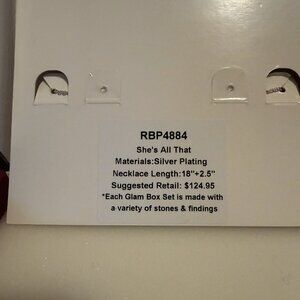 RBP4884
She's All That
Materials:Silver Plating
Necklace Length:18"+2.5"
Suggested Retail: $124.95
*Each Glam Box Set is made with
a variety of stones & findings